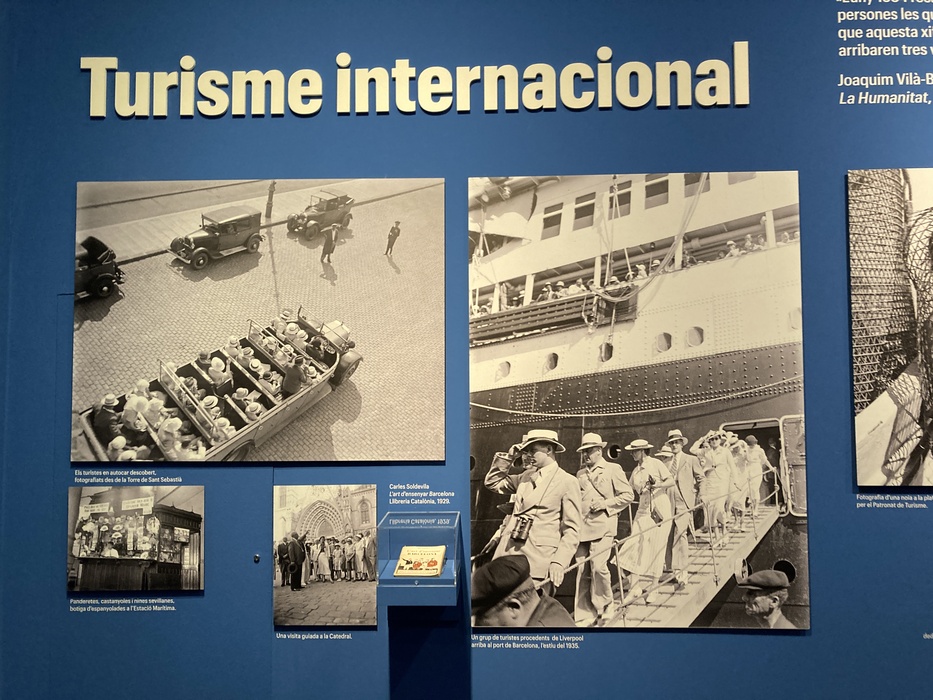 persones les
que aquesta
arribaren tres
Joaquim Vilà-B
La Humanitat,
Turisme internacional
Els turistes en autocar descobert,
fotografiats des de la Torre de Sant Sebastià
Carles Soldevila
L'art d'ensenyar Barcelona
Llibreria Catalònia, 1929.
Panderetes, castanyoles i nines sevillanes,
botiga d'espanyolades a l'Estació Marítima.
Una visita guiada a la Catedral.
Un grup de turistes procedents de Liverpool
arriba al port de Barcelona, l'estiu del 1935.
Fotografia d'una noia a la
per el Patronat de Turisme.